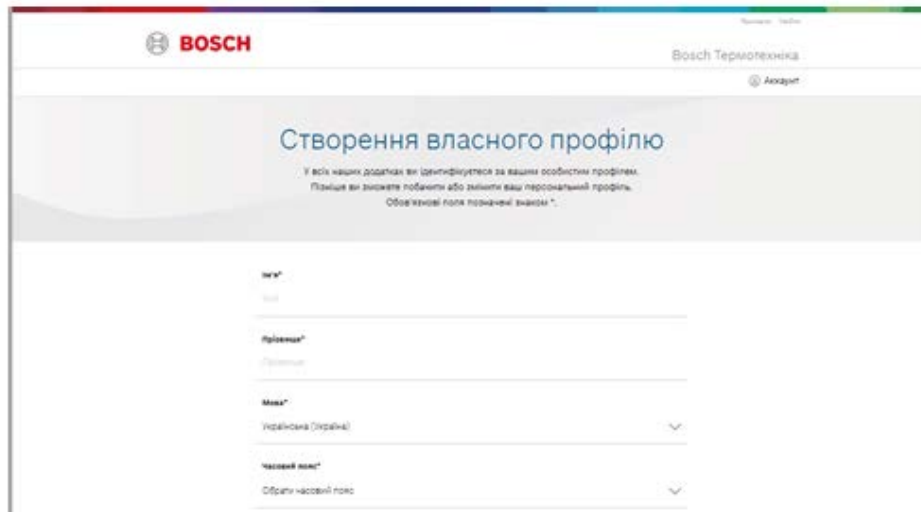 BOSCH
Bosch Термотехніка
Аккаунт
Створення власного профілю
У всіх наших додатках ви ідентифікуєтеся за вашим особистим профілем.
Пізніше ви зможете побачити або змінити ваш персональний профіль.
Обов'язкові поля позначені знаком *.
Ім'я*
Прізвище*
Прізвище
Мова*
Українська (Україна)
Часовий пояс*
Обрати часовий пояс